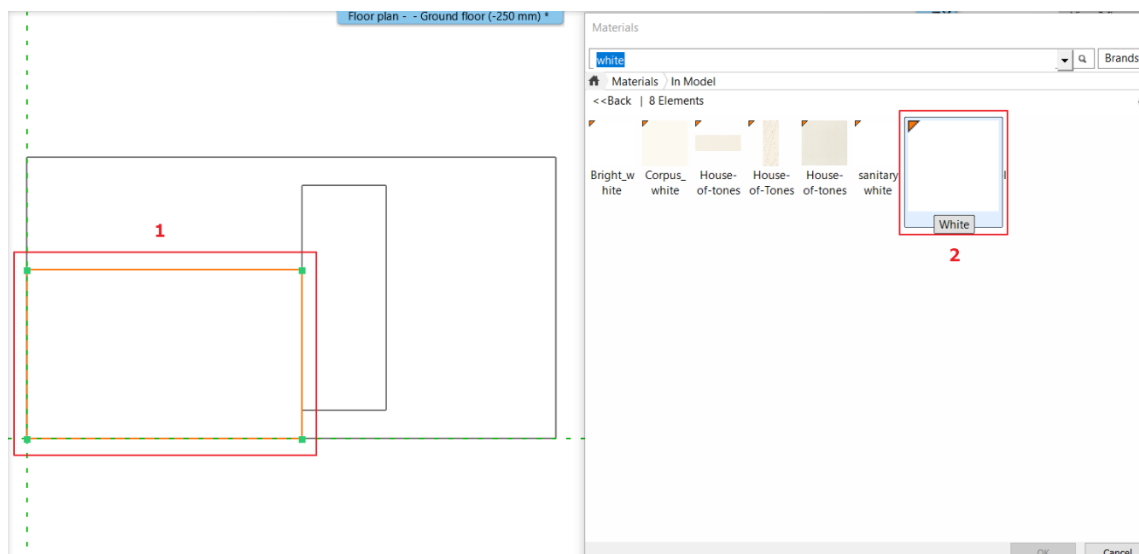 Floor plan - - Ground floor (-250 mm) *
Materials
white
Brands
Materials
In Model
<<Back | 8 Elements
Bright_w
hite
Corpus_
white
House-
of-tones
House-
of-Tones
House-
of-tones
sanitary
white
White
1
2
OK
Cancel